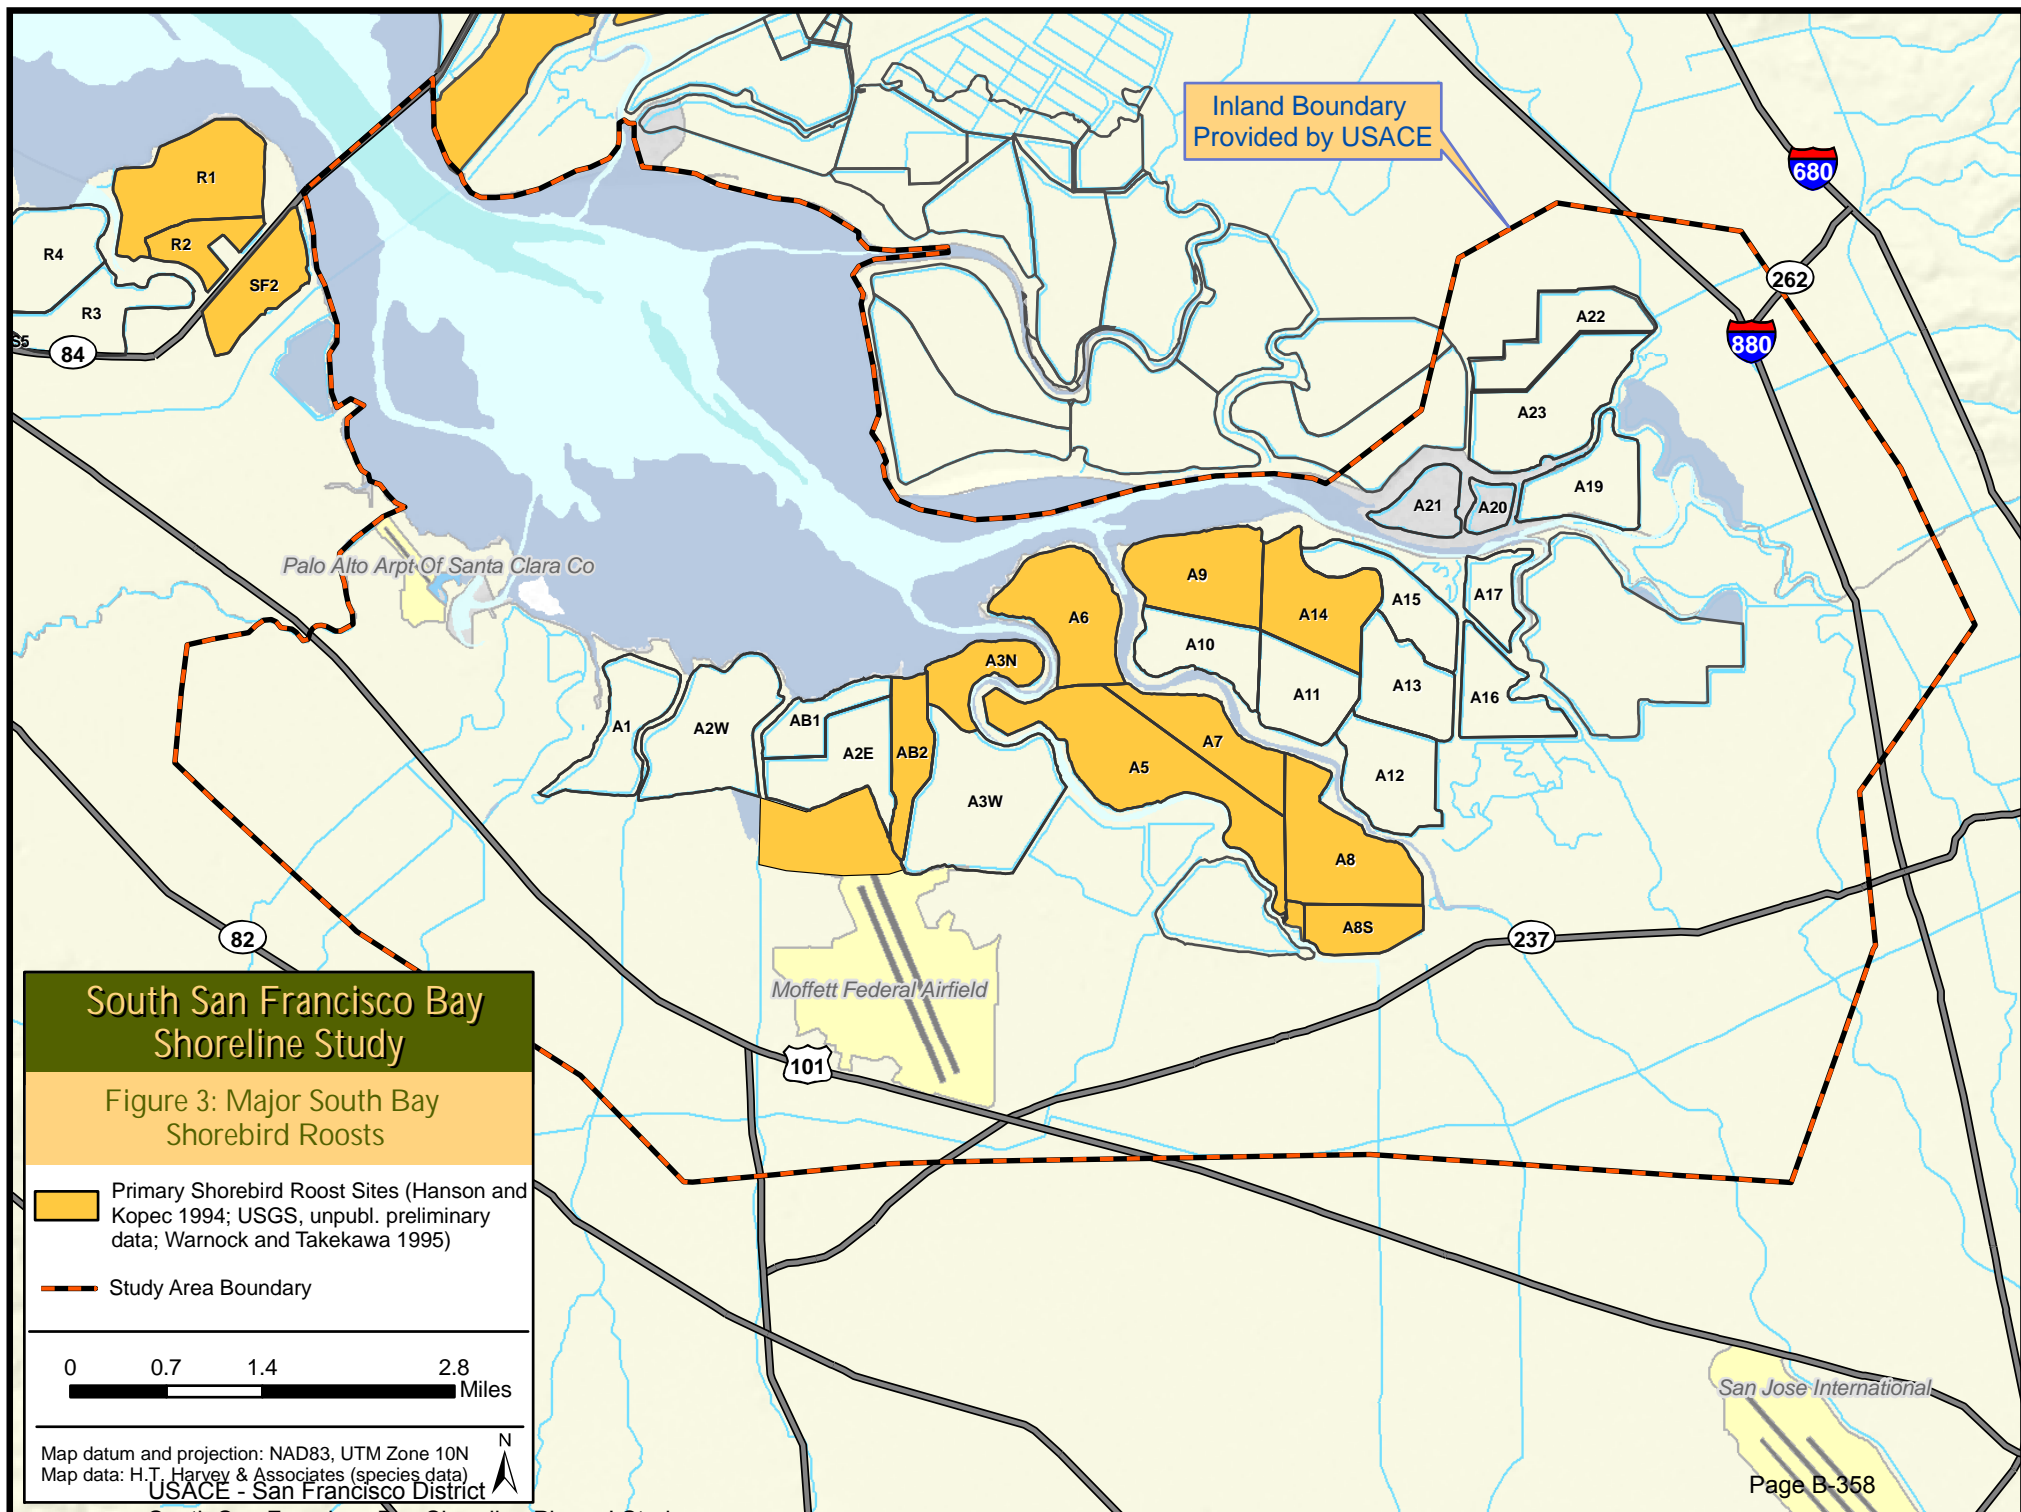 Inland Boundary
Provided by USACE
680
262
880
R1
R2
R4
R3
SF2
S5
84
A22
A23
A19
A21
A20
Palo Alto Arpt Of Santa Clara Co
A9
A14
A15
A17
A6
A10
A3N
A11
A13
A16
A1
A2W
AB1
A2E
AB2
A7
A5
A12
A3W
A8
A8S
82
237
Moffett Federal Airfield
101
South San Francisco Bay
Shoreline Study
Figure 3: Major South Bay
Shorebird Roosts
Primary Shorebird Roost Sites (Hanson and
Kopec 1994; USGS, unpubl. preliminary
data; Warnock and Takekawa 1995)
Study Area Boundary
0 0.7 1.4 2.8
Miles
Map datum and projection: NAD83, UTM Zone 10N
Map data: H.T. Harvey & Associates (species data)
N
USACE - San Francisco District
San Jose International
Page B-358